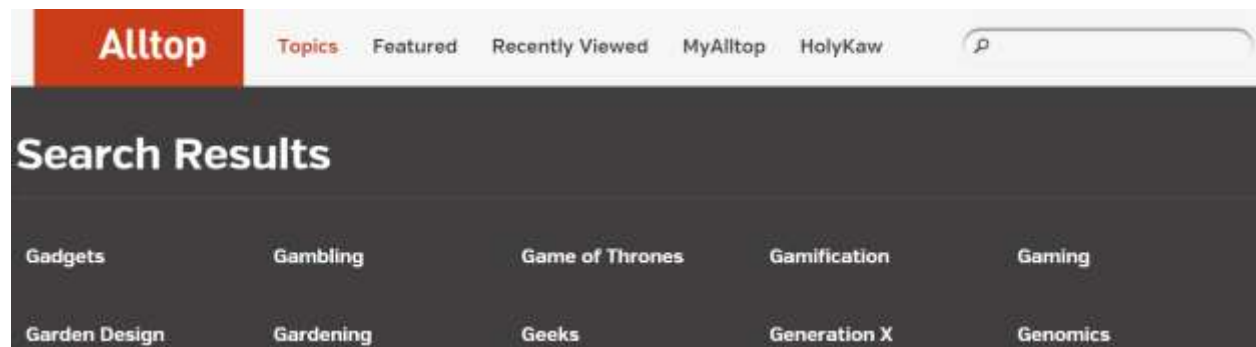 Alltop Topics Featured Recently Viewed MyAlltop HolyKaw
Search Results
Gadgets Gambling Game of Thrones Gamification Gaming
Garden Design Gardening Geeks Generation X Genomics